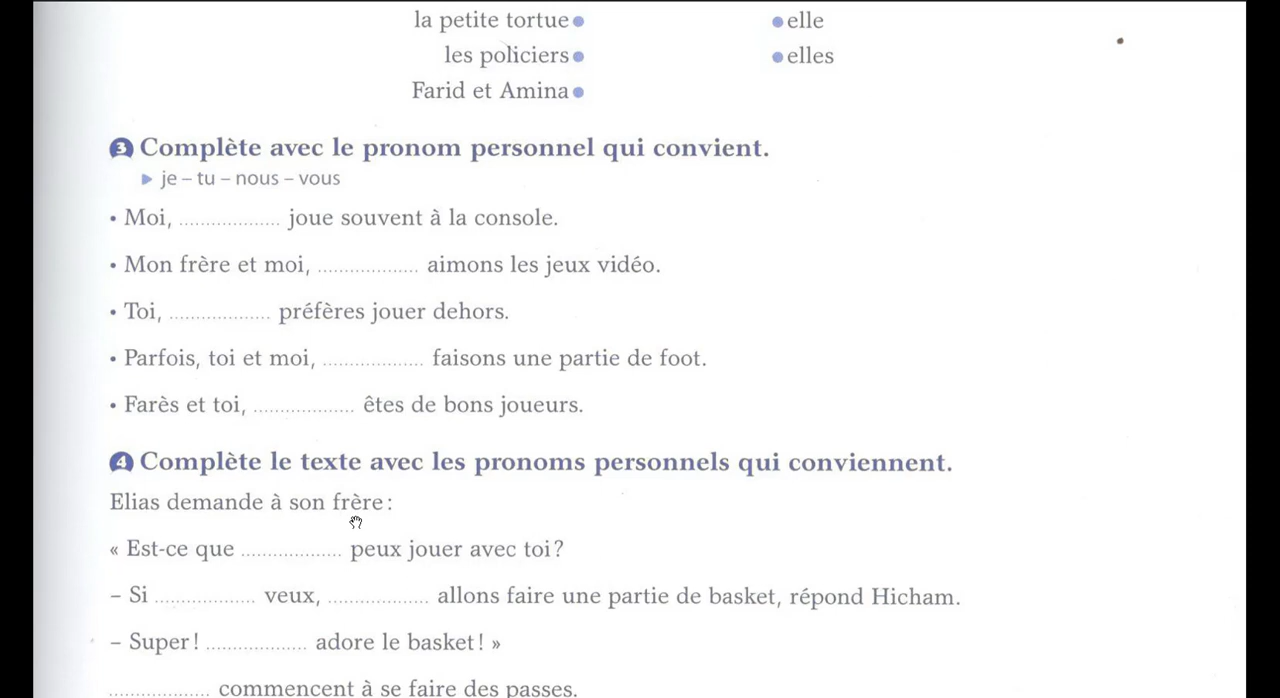 la petite tortue • • elle
les policiers • • elles
Farid et Amina •
3 Complète avec le pronom personnel qui convient.
▶ je – tu – nous – vous
• Moi, ................... joue souvent à la console.
• Mon frère et moi, ................... aimons les jeux vidéo.
• Toi, ................... préfères jouer dehors.
• Parfois, toi et moi, ................... faisons une partie de foot.
• Farès et toi, ................... êtes de bons joueurs.
4 Complète le texte avec les pronoms personnels qui conviennent.
Elias demande à son frère :
« Est-ce que ................... peux jouer avec toi ?
– Si ................... veux, ................... allons faire une partie de basket, répond Hicham.
– Super ! ................... adore le basket ! »
................... commencent à se faire des passes.